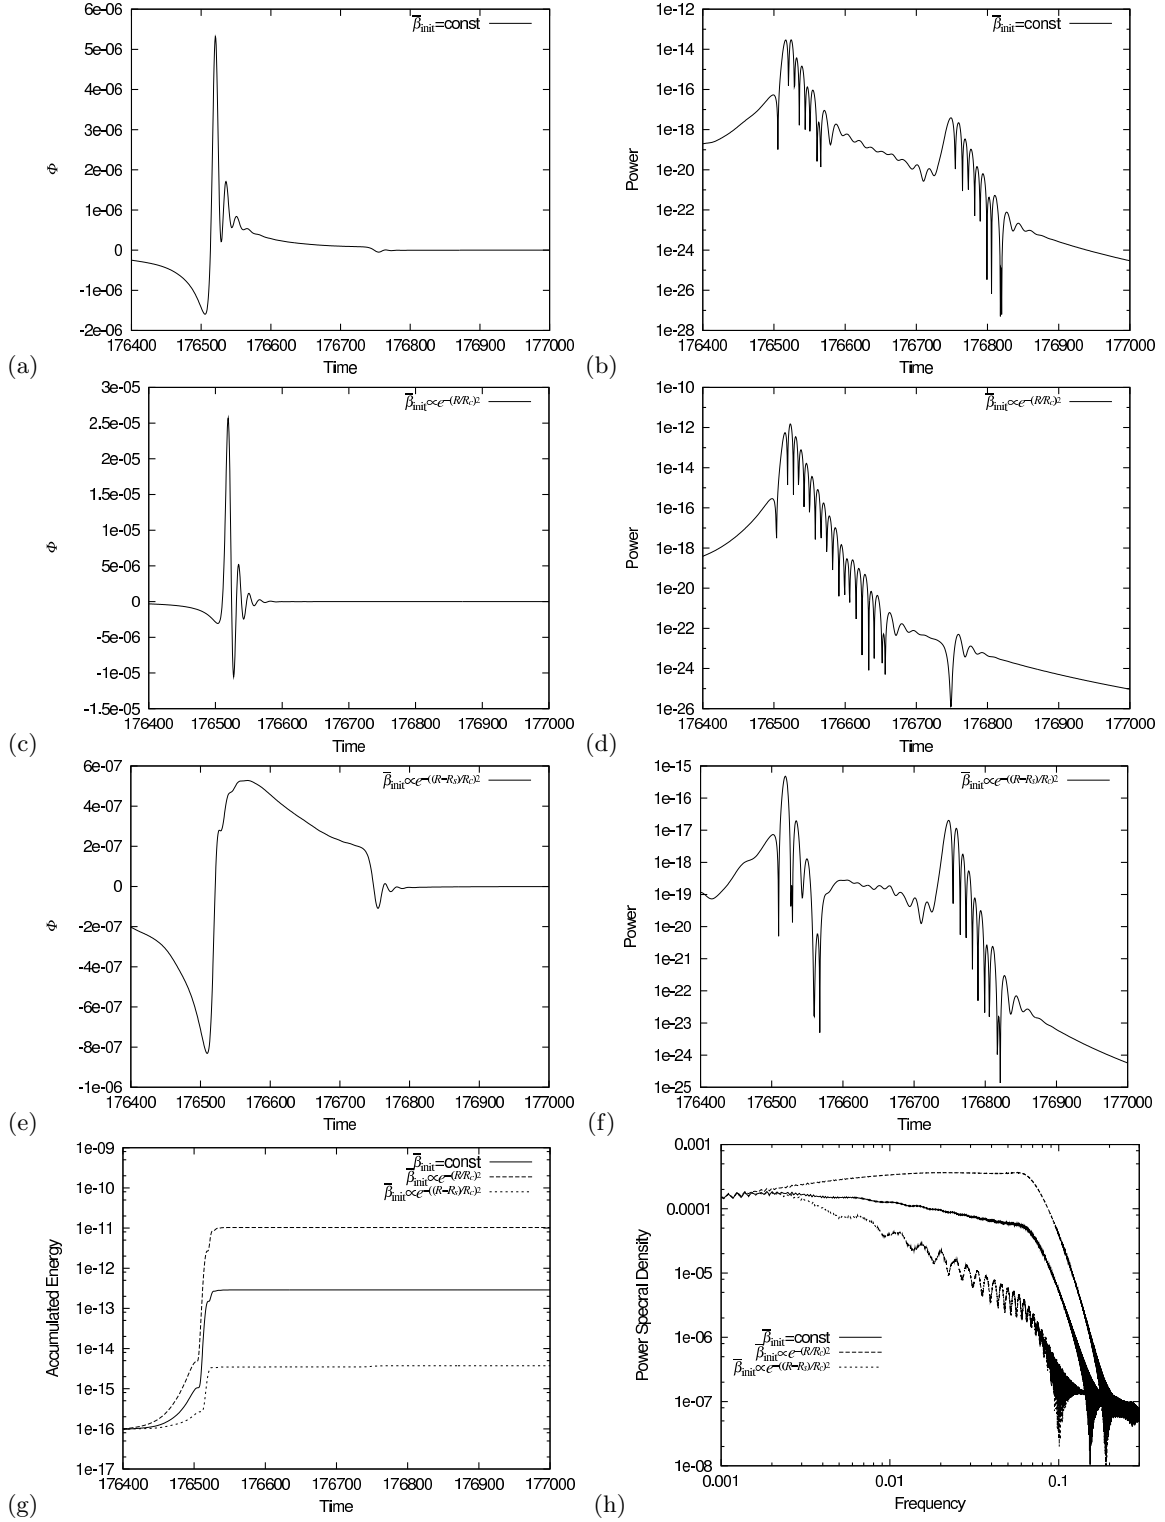 6e-06
5e-06
4e-06
3e-06
2e-06
1e-06
0
-1e-06
-2e-06
Φ
β̅init=const
176400 176500 176600 176700 176800 176900 177000
Time
(a)
1e-12
1e-14
1e-16
1e-18
1e-20
1e-22
1e-24
1e-26
1e-28
Power
β̅init=const
176400 176500 176600 176700 176800 176900 177000
Time
(b)
3e-05
2.5e-05
2e-05
1.5e-05
1e-05
5e-06
0
-5e-06
-1e-05
-1.5e-05
Φ
β̅init∝e−(R/Rc)2
176400 176500 176600 176700 176800 176900 177000
Time
(c)
1e-10
1e-12
1e-14
1e-16
1e-18
1e-20
1e-22
1e-24
1e-26
Power
β̅init∝e−(R/Rc)2
176400 176500 176600 176700 176800 176900 177000
Time
(d)
6e-07
4e-07
2e-07
0
-2e-07
-4e-07
-6e-07
-8e-07
-1e-06
Φ
β̅init∝e−((R−Rs)/Rc)2
176400 176500 176600 176700 176800 176900 177000
Time
(e)
1e-15
1e-16
1e-17
1e-18
1e-19
1e-20
1e-21
1e-22
1e-23
1e-24
1e-25
Power
β̅init∝e−((R−Rs)/Rc)2
176400 176500 176600 176700 176800 176900 177000
Time
(f)
1e-09
1e-10
1e-11
1e-12
1e-13
1e-14
1e-15
1e-16
1e-17
Accumulated Energy
β̅init=const
β̅init∝e−(R/Rc)2
β̅init∝e−((R−Rs)/Rc)2
176400 176500 176600 176700 176800 176900 177000
Time
(g)
0.001
0.0001
1e-05
1e-06
1e-07
1e-08
Power Specral Density
β̅init=const
β̅init∝e−(R/Rc)2
β̅init∝e−((R−Rs)/Rc)2
0.001 0.01 0.1
Frequency
(h)